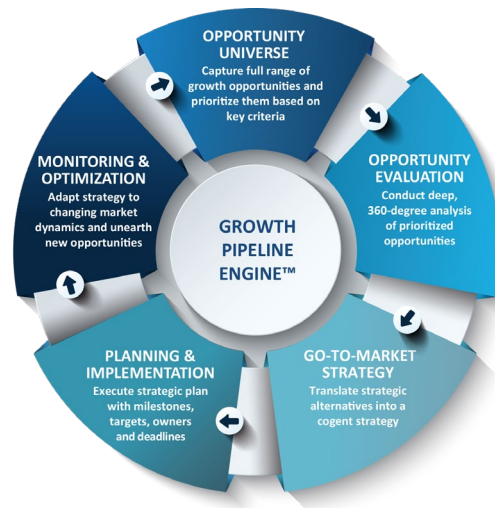 OPPORTUNITY
UNIVERSE
Capture full range of
growth opportunities and
prioritize them based on
key criteria
OPPORTUNITY
EVALUATION
Conduct deep,
360-degree analysis
of prioritized
opportunities
GO-TO-MARKET
STRATEGY
Translate strategic
alternatives into a
cogent strategy
PLANNING &
IMPLEMENTATION
Execute strategic plan
with milestones,
targets, owners
and deadlines
MONITORING &
OPTIMIZATION
Adapt strategy to
changing market
dynamics and unearth
new opportunities
GROWTH
PIPELINE
ENGINE™